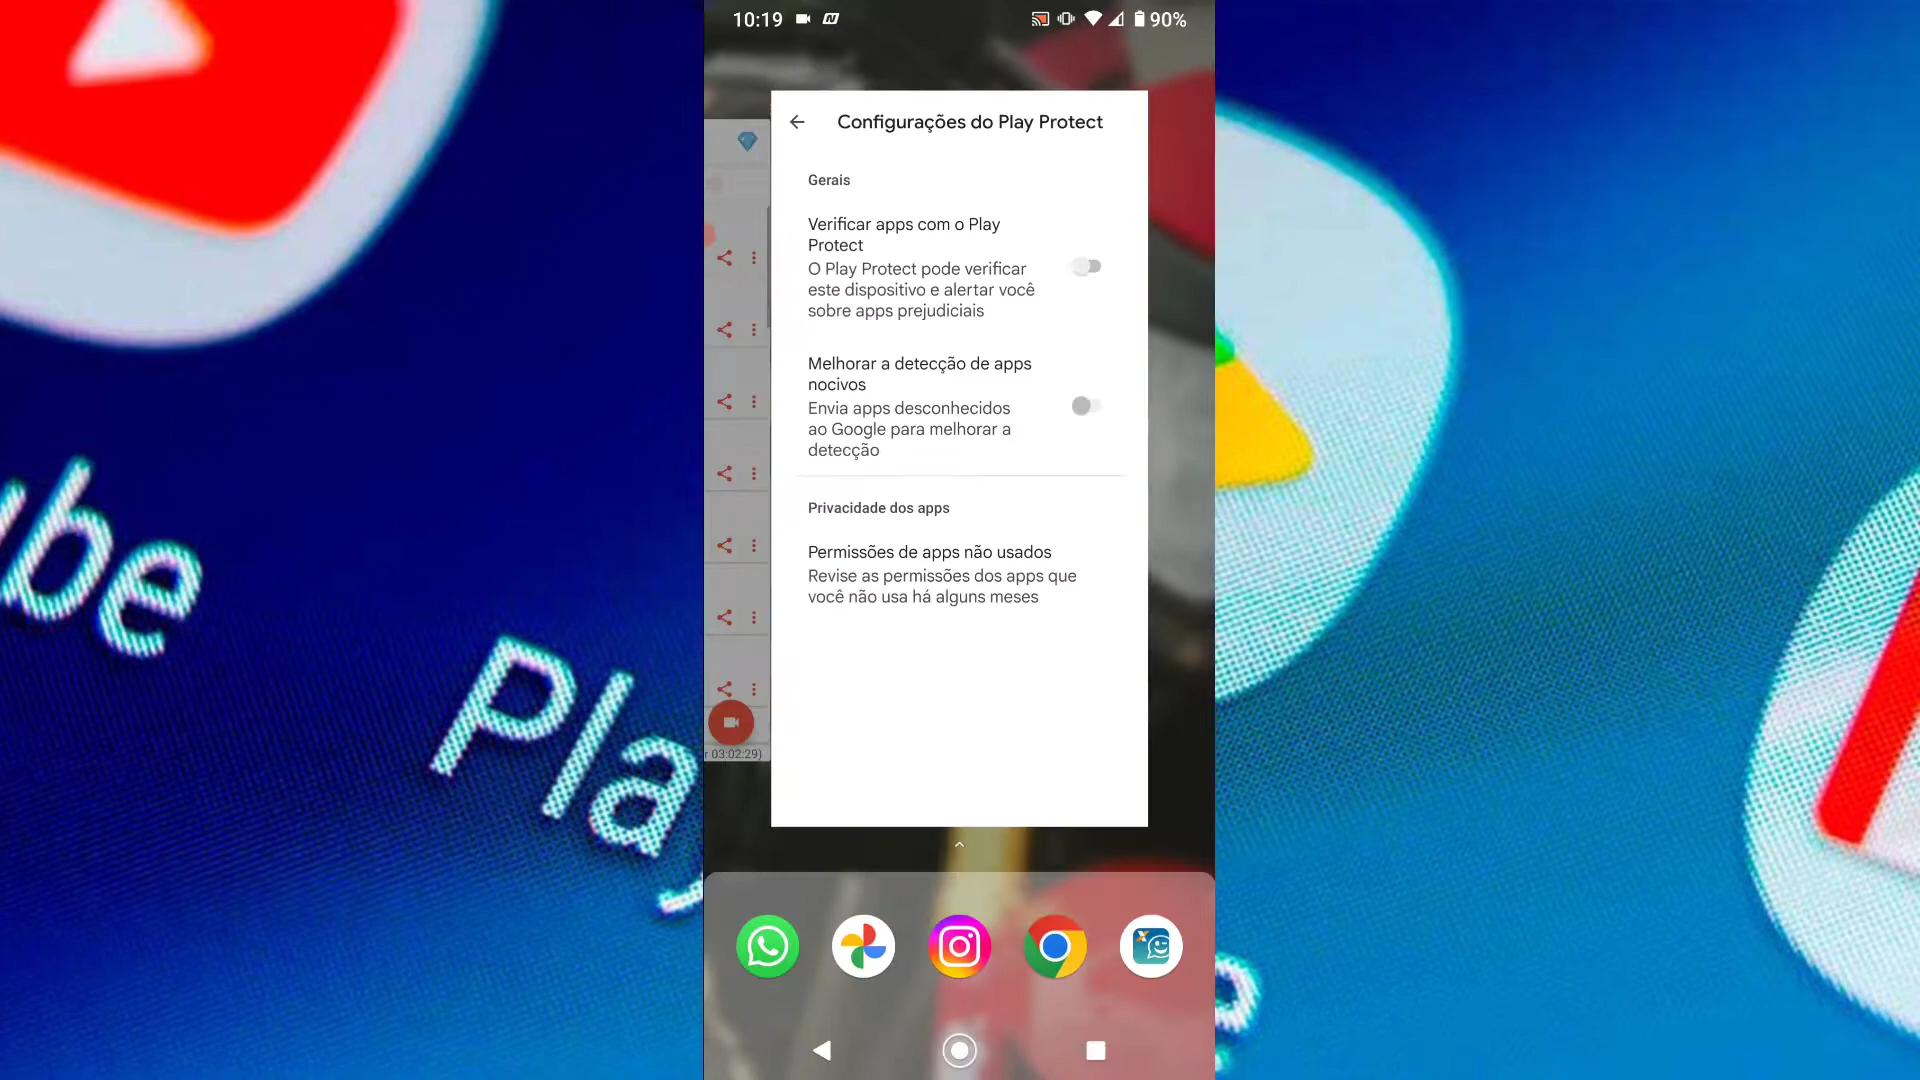 10:19
90%
Configurações do Play Protect
Gerais
Verificar apps com o Play
Protect
O Play Protect pode verificar
este dispositivo e alertar você
sobre apps prejudiciais
Melhorar a detecção de apps
nocivos
Envia apps desconhecidos
ao Google para melhorar a
detecção
Privacidade dos apps
Permissões de apps não usados
Revise as permissões dos apps que
você não usa há alguns meses
r 03:02:29)
ube
Play